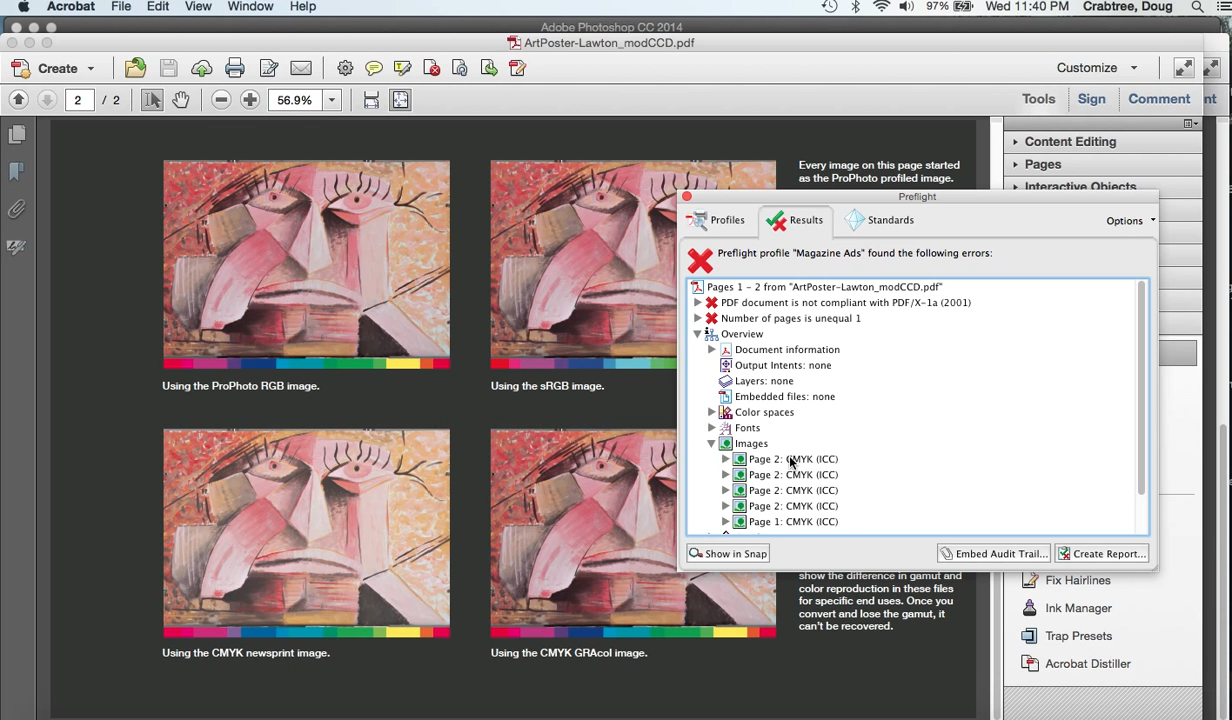 Acrobat File Edit View Window Help 97% Wed 11:40 PM Crabtree, Doug
Adobe Photoshop CC 2014
ArtPoster-Lawton_modCCD.pdf
Create Customize
2 / 2 56.9% Tools Sign Comment nt
Content Editing
Pages
Interactive Objects
Every image on this page started
as the ProPhoto profiled image.
Using the ProPhoto RGB image. Using the sRGB image.
Using the CMYK newsprint image. Using the CMYK GRAcol image.
Preflight
Profiles Results Standards Options
Preflight profile "Magazine Ads" found the following errors:
Pages 1 - 2 from "ArtPoster-Lawton_modCCD.pdf"
PDF document is not compliant with PDF/X-1a (2001)
Number of pages is unequal 1
Overview
Document information
Output Intents: none
Layers: none
Embedded files: none
Color spaces
Fonts
Images
Page 2: CMYK (ICC)
Page 2: CMYK (ICC)
Page 2: CMYK (ICC)
Page 2: CMYK (ICC)
Page 1: CMYK (ICC)
Show in Snap Embed Audit Trail... Create Report...
show the difference in gamut and
color reproduction in these files
for specific end uses. Once you
convert and lose the gamut, it
can't be recovered.
Fix Hairlines
Ink Manager
Trap Presets
Acrobat Distiller